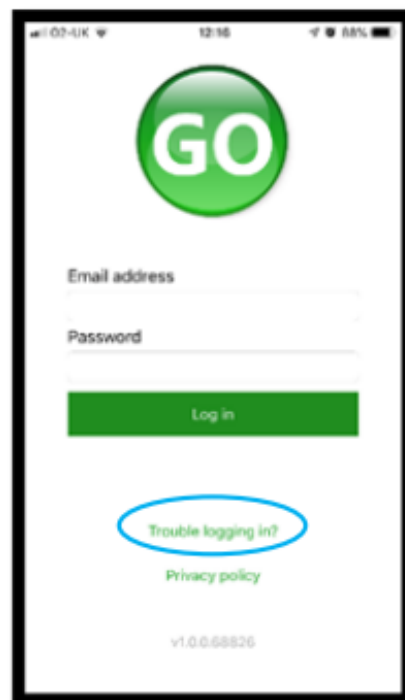 O2-UK 12:16 88%
GO
Email address
Password
Log in
Trouble logging in?
Privacy policy
v1.0.0.68826